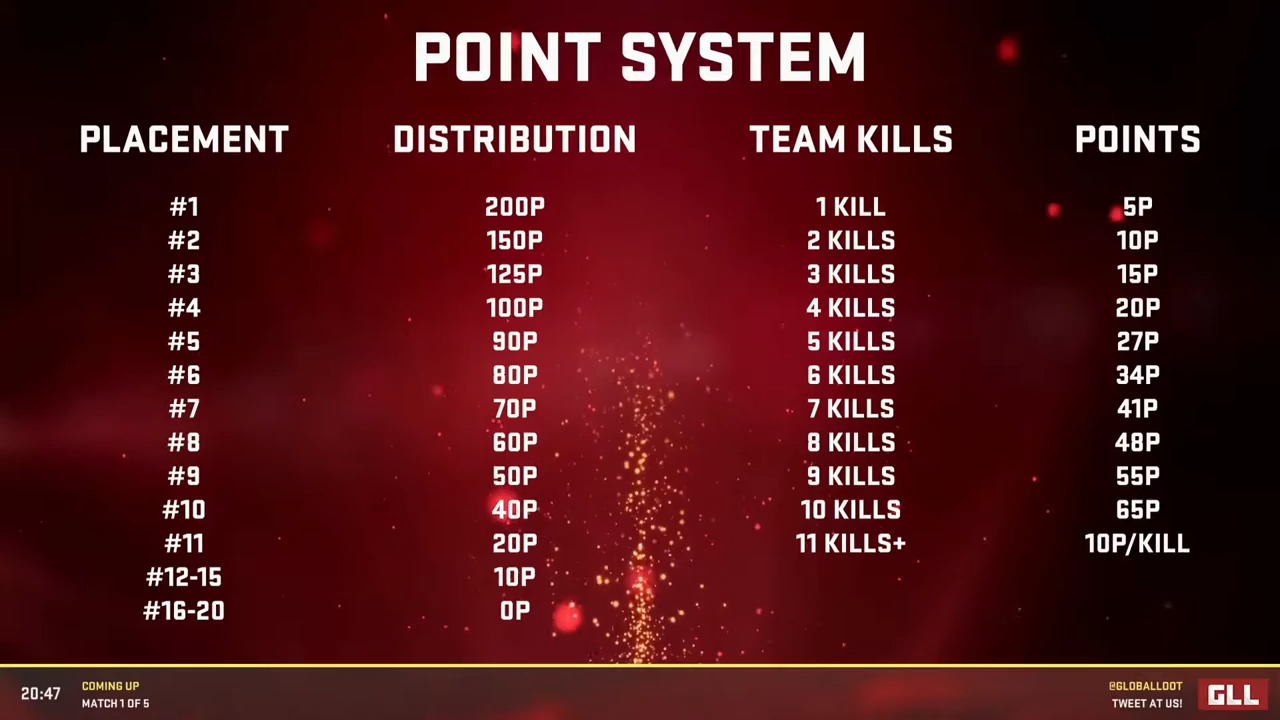 POINT SYSTEM
PLACEMENT DISTRIBUTION TEAM KILLS POINTS
#1 200P 1 KILL 5P
#2 150P 2 KILLS 10P
#3 125P 3 KILLS 15P
#4 100P 4 KILLS 20P
#5 90P 5 KILLS 27P
#6 80P 6 KILLS 34P
#7 70P 7 KILLS 41P
#8 60P 8 KILLS 48P
#9 50P 9 KILLS 55P
#10 40P 10 KILLS 65P
#11 20P 11 KILLS+ 10P/KILL
#12-15 10P
#16-20 0P
20:47 COMING UP
MATCH 1 OF 5
@GLOBALLOOT
TWEET AT US!
GLL